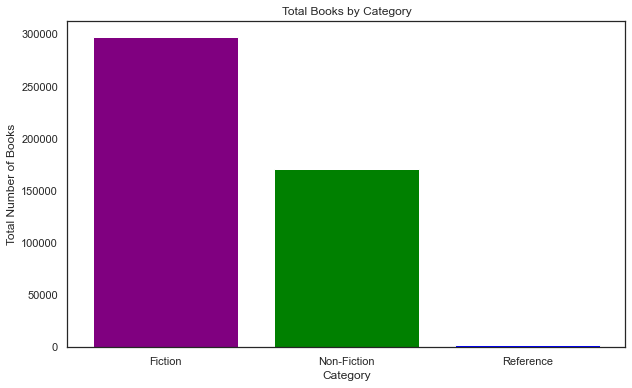 Total Books by Category
Total Number of Books
300000
250000
200000
150000
100000
50000
0
Fiction
Non-Fiction
Reference
Category